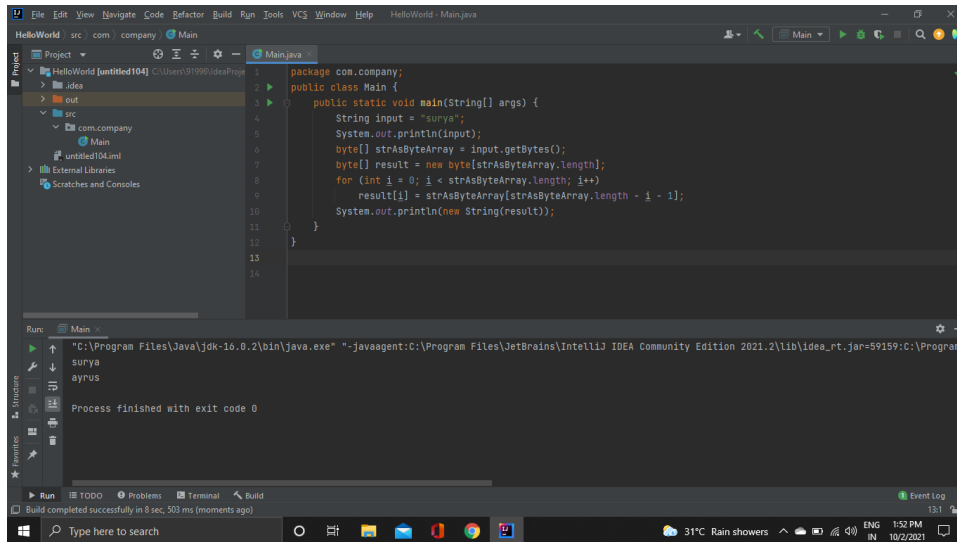 File Edit View Navigate Code Refactor Build Run Tools VCS Window Help HelloWorld - Main.java
HelloWorld src com company Main
Main
Project
Project
Main.java
HelloWorld [untitled104] C:\Users\91996\IdeaProje
.idea
out
src
com.company
Main
untitled104.iml
External Libraries
Scratches and Consoles
1 package com.company;
2 public class Main {
3 public static void main(String[] args) {
4 String input = "surya";
5 System.out.println(input);
6 byte[] strAsByteArray = input.getBytes();
7 byte[] result = new byte[strAsByteArray.length];
8 for (int i = 0; i < strAsByteArray.length; i++)
9 result[i] = strAsByteArray[strAsByteArray.length - i - 1];
10 System.out.println(new String(result));
11 }
12 }
13
14
Run: Main
"C:\Program Files\Java\jdk-16.0.2\bin\java.exe" "-javaagent:C:\Program Files\JetBrains\IntelliJ IDEA Community Edition 2021.2\lib\idea_rt.jar=59159:C:\Program
surya
ayrus
Process finished with exit code 0
Structure
Favorites
Run TODO Problems Terminal Build 1 Event Log
Build completed successfully in 8 sec, 503 ms (moments ago) 13:1
Type here to search
31°C Rain showers
ENG
IN
1:52 PM
10/2/2021